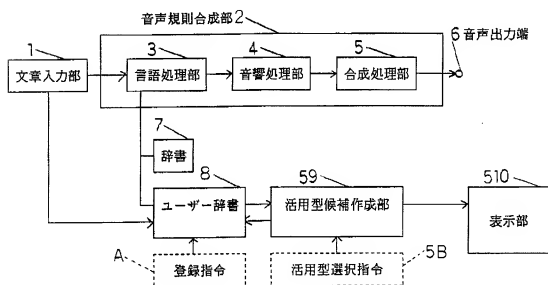 音声規則合成部 2
1
3
4
5
6 音声出力端
文章入力部
言語処理部
音響処理部
合成処理部
7
辞書
8
59
510
ユーザー辞書
活用型候補作成部
表示部
A
登録指令
活用型選択指令
5B